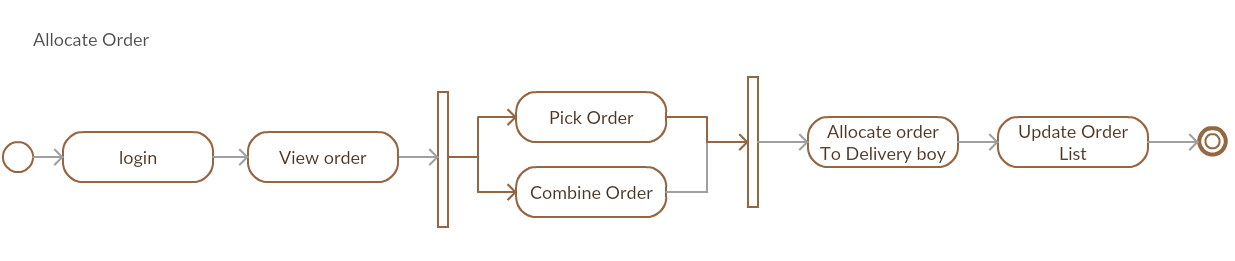 Allocate Order
login
View order
Pick Order
Combine Order
Allocate order
To Delivery boy
Update Order
List